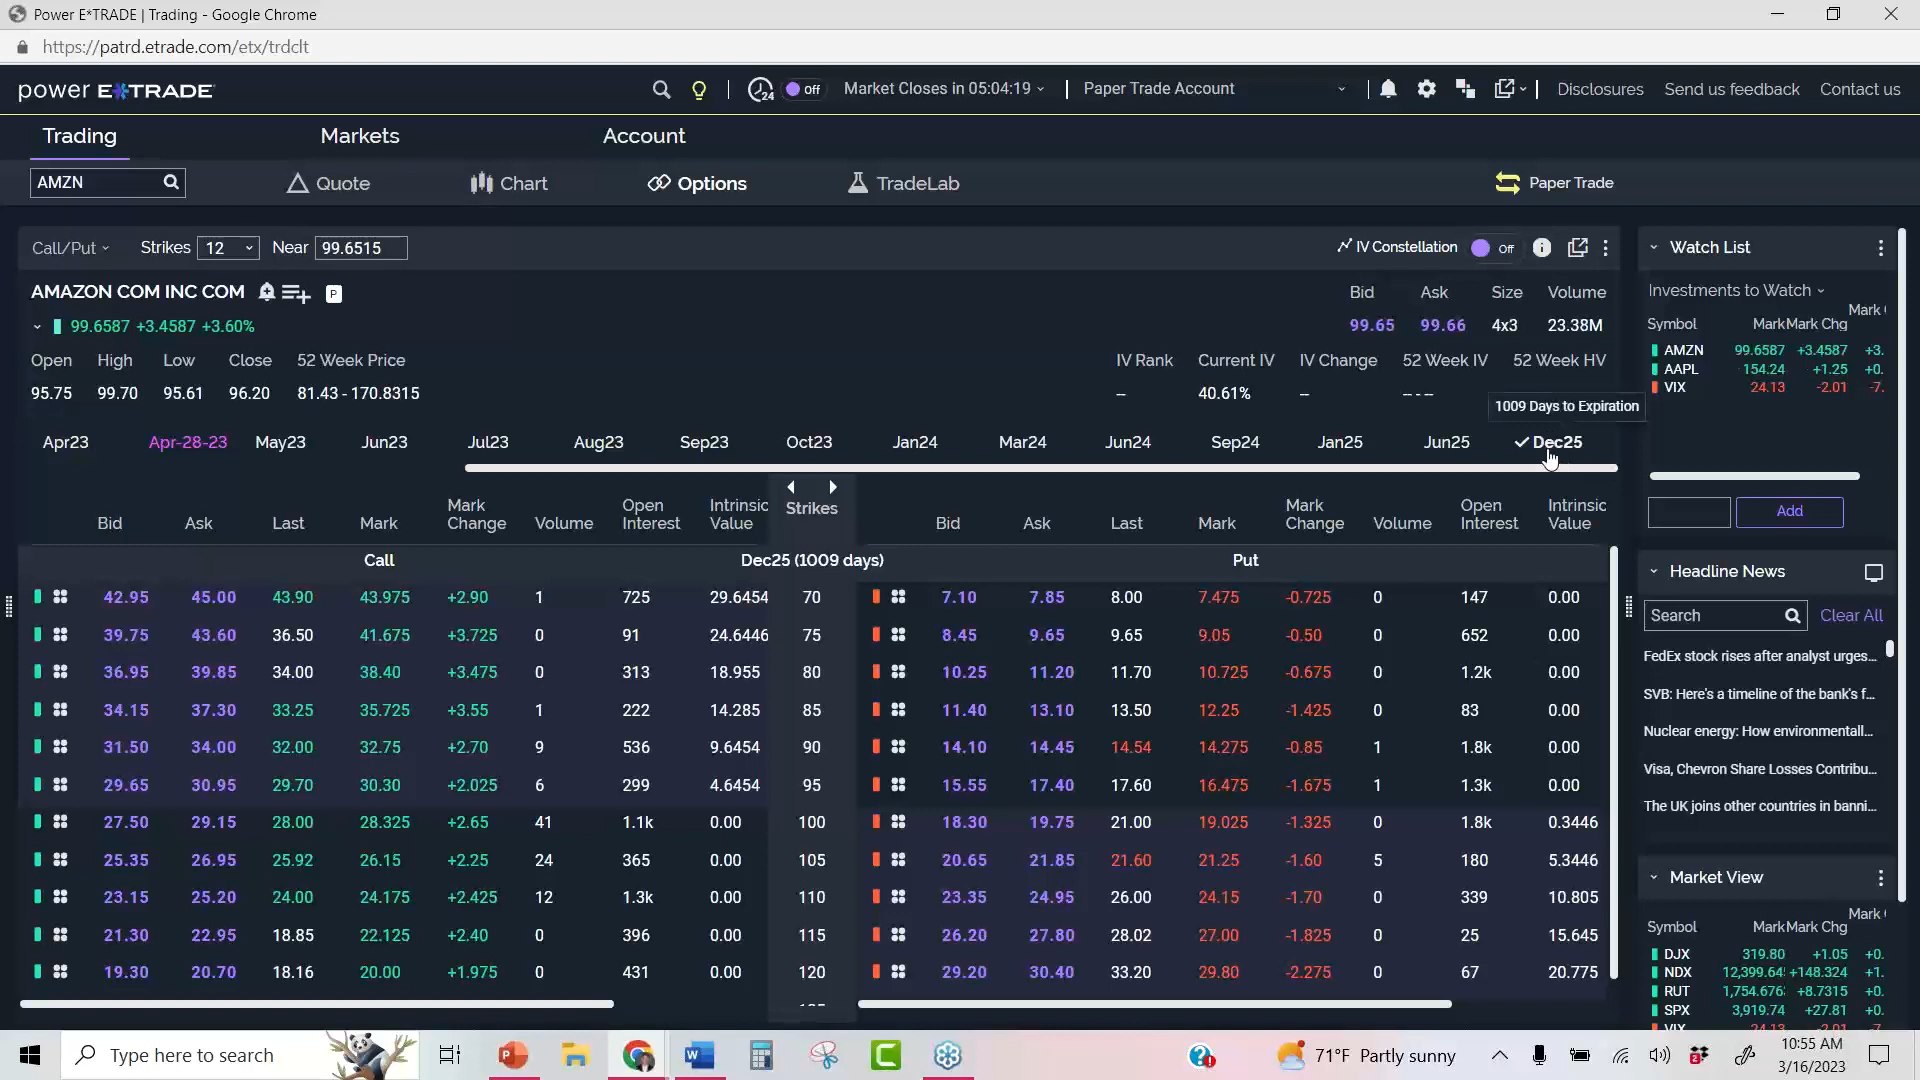 Power E*TRADE | Trading - Google Chrome
https://patrd.etrade.com/etx/trdclt
power E*TRADE 24 Off Market Closes in 05:04:19 Paper Trade Account Disclosures Send us feedback Contact us
Trading Markets Account
AMZN Quote Chart Options TradeLab Paper Trade
Call/Put Strikes 12 Near 99.6515 IV Constellation Off
AMAZON COM INC COM P Bid Ask Size Volume
99.6587 +3.4587 +3.60% 99.65 99.66 4x3 23.38M
Open High Low Close 52 Week Price IV Rank Current IV IV Change 52 Week IV 52 Week HV
95.75 99.70 95.61 96.20 81.43 - 170.8315 -- 40.61% -- -- - --
1009 Days to Expiration
Apr23 Apr-28-23 May23 Jun23 Jul23 Aug23 Sep23 Oct23 Jan24 Mar24 Jun24 Sep24 Jan25 Jun25 Dec25
Bid Ask Last Mark Mark Change Volume Open Interest Intrinsic Value Strikes Bid Ask Last Mark Mark Change Volume Open Interest Intrinsic Value
Call Dec25 (1009 days) Put
42.95 45.00 43.90 43.975 +2.90 1 725 29.6454 70 7.10 7.85 8.00 7.475 -0.725 0 147 0.00
39.75 43.60 36.50 41.675 +3.725 0 91 24.6446 75 8.45 9.65 9.65 9.05 -0.50 0 652 0.00
36.95 39.85 34.00 38.40 +3.475 0 313 18.955 80 10.25 11.20 11.70 10.725 -0.675 0 1.2k 0.00
34.15 37.30 33.25 35.725 +3.55 1 222 14.285 85 11.40 13.10 13.50 12.25 -1.425 0 83 0.00
31.50 34.00 32.00 32.75 +2.70 9 536 9.6454 90 14.10 14.45 14.54 14.275 -0.85 1 1.8k 0.00
29.65 30.95 29.70 30.30 +2.025 6 299 4.6454 95 15.55 17.40 17.60 16.475 -1.675 1 1.3k 0.00
27.50 29.15 28.00 28.325 +2.65 41 1.1k 0.00 100 18.30 19.75 21.00 19.025 -1.325 0 1.8k 0.3446
25.35 26.95 25.92 26.15 +2.25 24 365 0.00 105 20.65 21.85 21.60 21.25 -1.60 5 180 5.3446
23.15 25.20 24.00 24.175 +2.425 12 1.3k 0.00 110 23.35 24.95 26.00 24.15 -1.70 0 339 10.805
21.30 22.95 18.85 22.125 +2.40 0 396 0.00 115 26.20 27.80 28.02 27.00 -1.825 0 25 15.645
19.30 20.70 18.16 20.00 +1.975 0 431 0.00 120 29.20 30.40 33.20 29.80 -2.275 0 67 20.775
Watch List
Investments to Watch
Symbol Mark Mark Chg Mark
AMZN 99.6587 +3.4587 +3.
AAPL 154.24 +1.25 +0.
VIX 24.13 -2.01 -7.
Add
Headline News
Search Clear All
FedEx stock rises after analyst urges...
SVB: Here's a timeline of the bank's f...
Nuclear energy: How environmentall...
Visa, Chevron Share Losses Contribu...
The UK joins other countries in banni...
Market View
Symbol Mark Mark Chg Mark
DJX 319.80 +1.05 +0.
NDX 12,399.64 +148.324 +1.
RUT 1,754.676 +8.7315 +0.
SPX 3,919.74 +27.81 +0.
VIX 24.13 -2.01 -7.
Type here to search 71°F Partly sunny 10:55 AM
3/16/2023